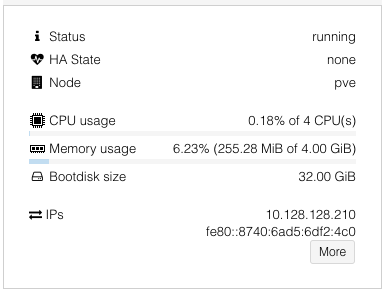 Status running
HA State none
Node pve
CPU usage 0.18% of 4 CPU(s)
Memory usage 6.23% (255.28 MiB of 4.00 GiB)
Bootdisk size 32.00 GiB
IPs 10.128.128.210
fe80::8740:6ad5:6df2:4c0
More